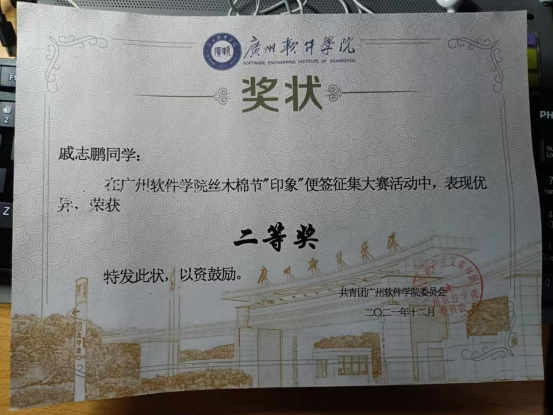 廣州軟件學院
SOFTWARE ENGINEERING INSTITUTE OF GUANGZHOU
奖状
戚志鹏同学：
在广州软件学院丝木棉节"印象"便签征集大赛活动中，表现优
异，荣获
二等奖
特发此状，以资鼓励。
共青团广州软件学院委员会
二〇二一年十二月